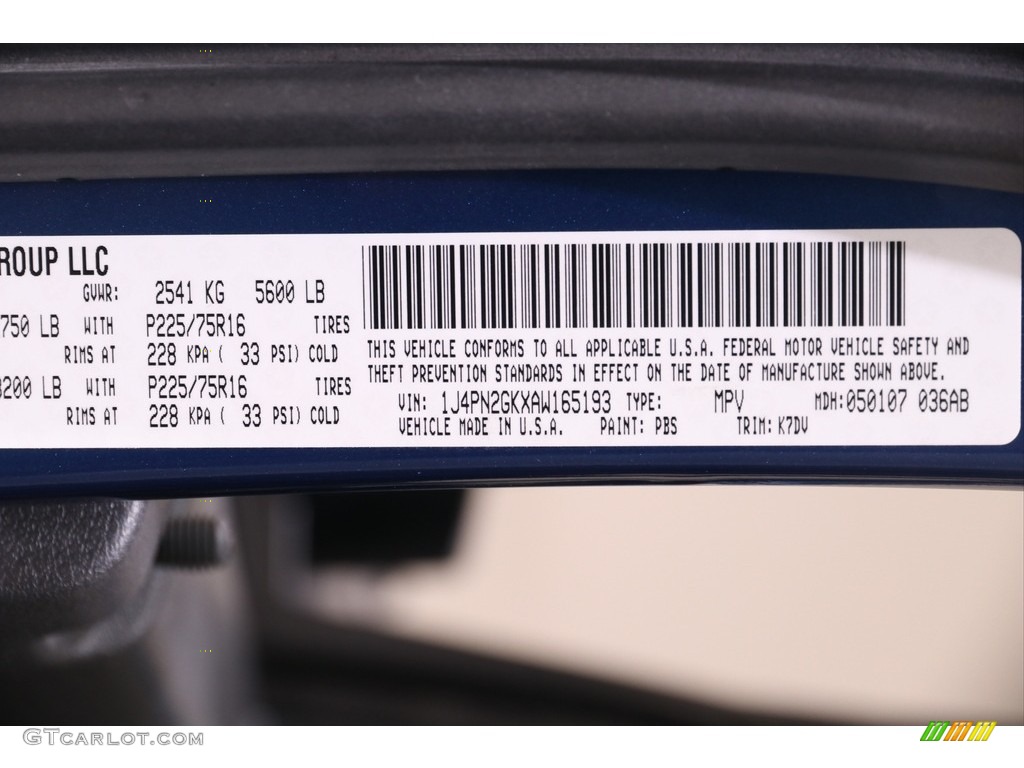 ROUP LLC
GVWR: 2541 KG 5600 LB
750 LB WITH P225/75R16 TIRES
RIMS AT 228 KPA ( 33 PSI) COLD
200 LB WITH P225/75R16 TIRES
RIMS AT 228 KPA ( 33 PSI) COLD
THIS VEHICLE CONFORMS TO ALL APPLICABLE U.S.A. FEDERAL MOTOR VEHICLE SAFETY AND
THEFT PREVENTION STANDARDS IN EFFECT ON THE DATE OF MANUFACTURE SHOWN ABOVE.
VIN: 1J4PN2GKXAW165193 TYPE: MPV MDH:050107 036AB
VEHICLE MADE IN U.S.A. PAINT: PBS TRIM: K7DV
GTCarlot.com